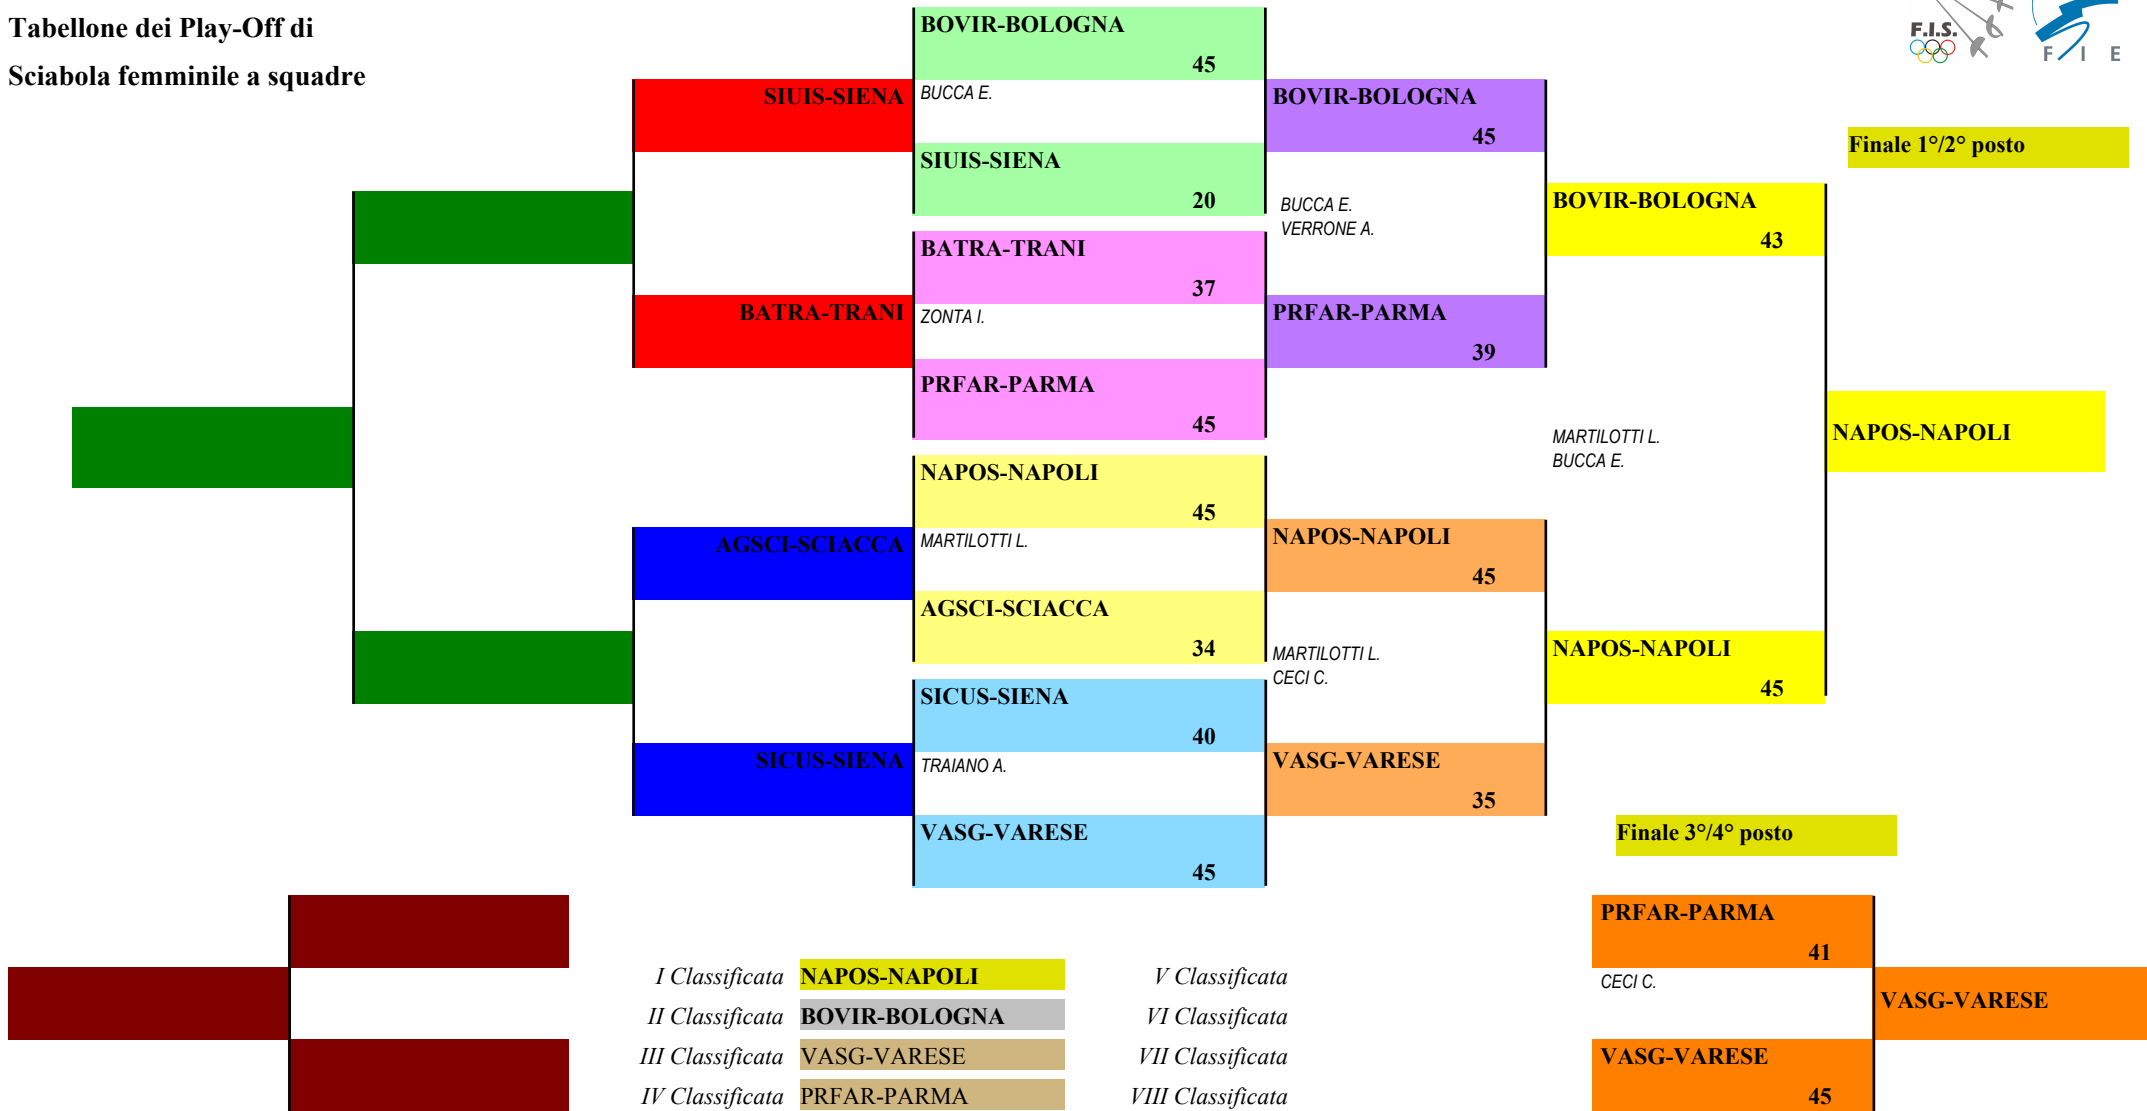 Tabellone dei Play-Off di
Sciabola femminile a squadre
F.I.S.
F I E
SIUIS-SIENA
BATRA-TRANI
AGSCI-SCIACCA
SICUS-SIENA
BOVIR-BOLOGNA
45
BUCCA E.
SIUIS-SIENA
20
BATRA-TRANI
37
ZONTA I.
PRFAR-PARMA
45
NAPOS-NAPOLI
45
MARTILOTTI L.
AGSCI-SCIACCA
34
SICUS-SIENA
40
TRAIANO A.
VASG-VARESE
45
BOVIR-BOLOGNA
45
BUCCA E.
VERRONE A.
PRFAR-PARMA
39
NAPOS-NAPOLI
45
MARTILOTTI L.
CECI C.
VASG-VARESE
35
Finale 1°/2° posto
BOVIR-BOLOGNA
43
MARTILOTTI L.
BUCCA E.
NAPOS-NAPOLI
45
NAPOS-NAPOLI
Finale 3°/4° posto
PRFAR-PARMA
41
CECI C.
VASG-VARESE
45
VASG-VARESE
I Classificata NAPOS-NAPOLI
II Classificata BOVIR-BOLOGNA
III Classificata VASG-VARESE
IV Classificata PRFAR-PARMA
V Classificata
VI Classificata
VII Classificata
VIII Classificata